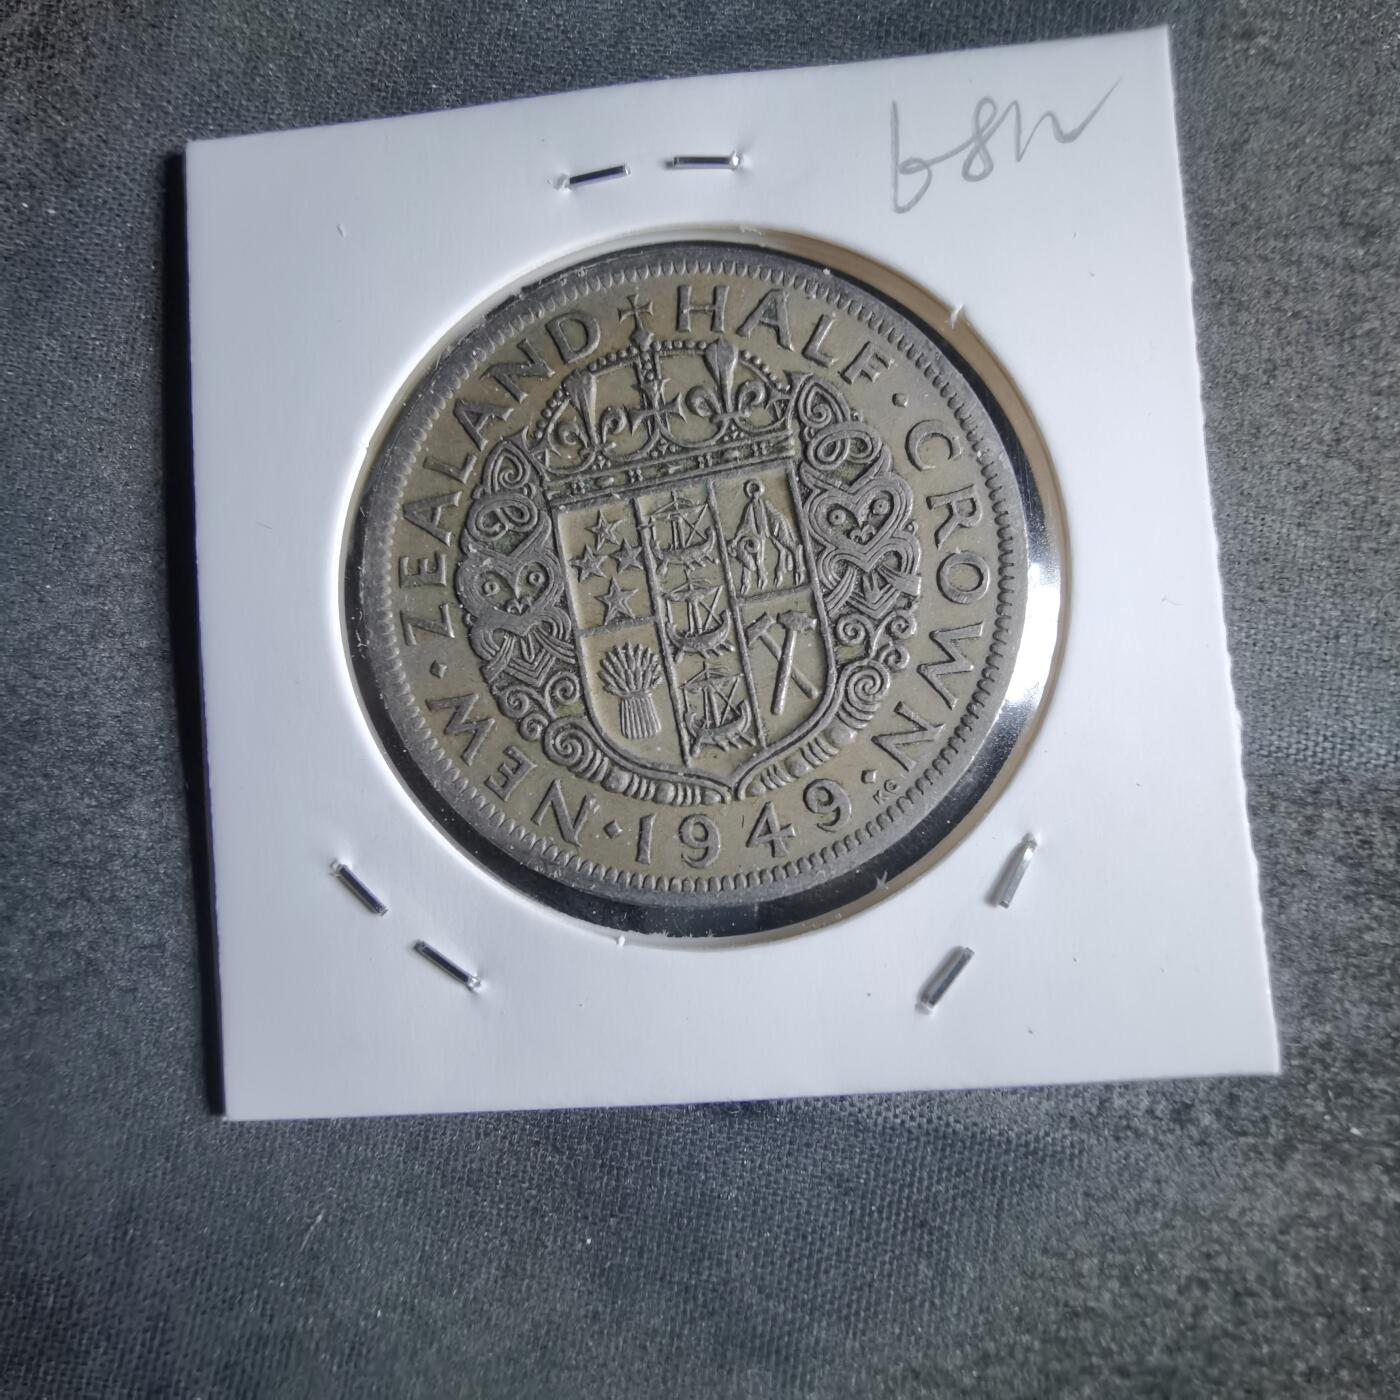 NEW · ZEALAND + HALF · CROWN ·
KG
· 1949